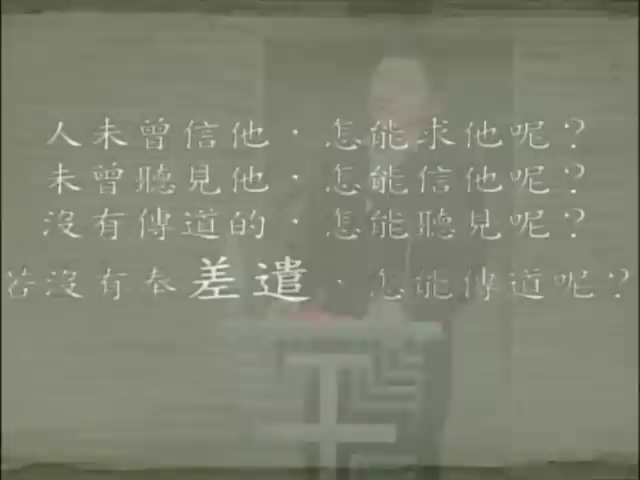 人未曾信他．怎能求他呢？
未曾聽見他．怎能信他呢？
沒有傳道的．怎能聽見呢？
若沒有奉差遣．怎能傳道呢？